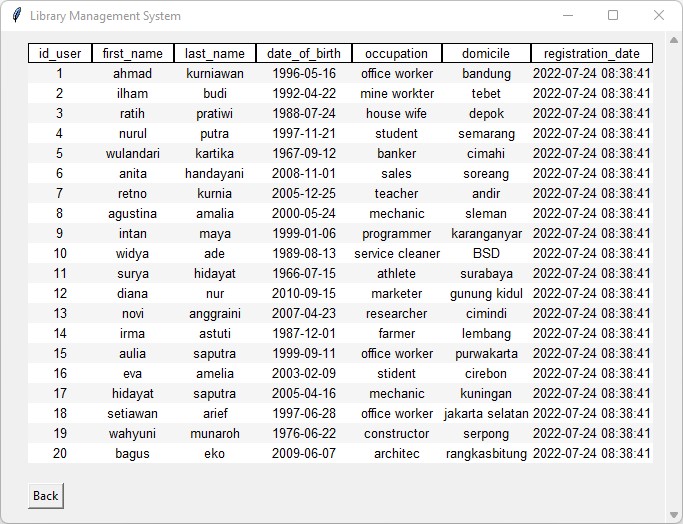 Library Management System
id_user first_name last_name date_of_birth occupation domicile registration_date
1 ahmad kurniawan 1996-05-16 office worker bandung 2022-07-24 08:38:41
2 ilham budi 1992-04-22 mine workter tebet 2022-07-24 08:38:41
3 ratih pratiwi 1988-07-24 house wife depok 2022-07-24 08:38:41
4 nurul putra 1997-11-21 student semarang 2022-07-24 08:38:41
5 wulandari kartika 1967-09-12 banker cimahi 2022-07-24 08:38:41
6 anita handayani 2008-11-01 sales soreang 2022-07-24 08:38:41
7 retno kurnia 2005-12-25 teacher andir 2022-07-24 08:38:41
8 agustina amalia 2000-05-24 mechanic sleman 2022-07-24 08:38:41
9 intan maya 1999-01-06 programmer karanganyar 2022-07-24 08:38:41
10 widya ade 1989-08-13 service cleaner BSD 2022-07-24 08:38:41
11 surya hidayat 1966-07-15 athlete surabaya 2022-07-24 08:38:41
12 diana nur 2010-09-15 marketer gunung kidul 2022-07-24 08:38:41
13 novi anggraini 2007-04-23 researcher cimindi 2022-07-24 08:38:41
14 irma astuti 1987-12-01 farmer lembang 2022-07-24 08:38:41
15 aulia saputra 1999-09-11 office worker purwakarta 2022-07-24 08:38:41
16 eva amelia 2003-02-09 stident cirebon 2022-07-24 08:38:41
17 hidayat saputra 2005-04-16 mechanic kuningan 2022-07-24 08:38:41
18 setiawan arief 1997-06-28 office worker jakarta selatan 2022-07-24 08:38:41
19 wahyuni munaroh 1976-06-22 constructor serpong 2022-07-24 08:38:41
20 bagus eko 2009-06-07 architec rangkasbitung 2022-07-24 08:38:41
Back